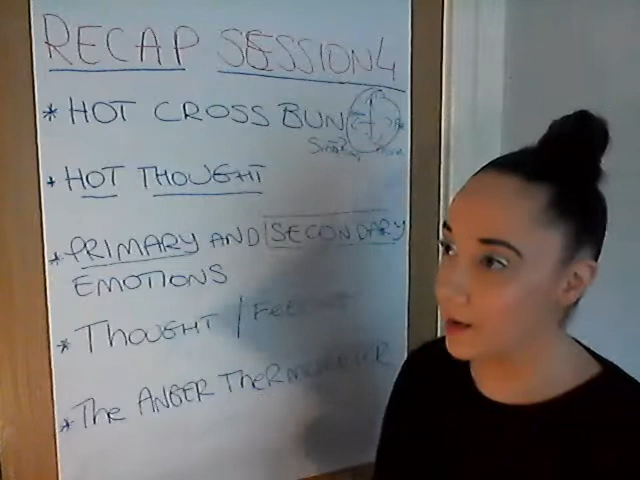 RECAP SESSION 4
* HOT CROSS BUN
* HOT THOUGHT
* PRIMARY AND SECONDARY
EMOTIONS
* THOUGHT /
* The ANGER THERMOMETER